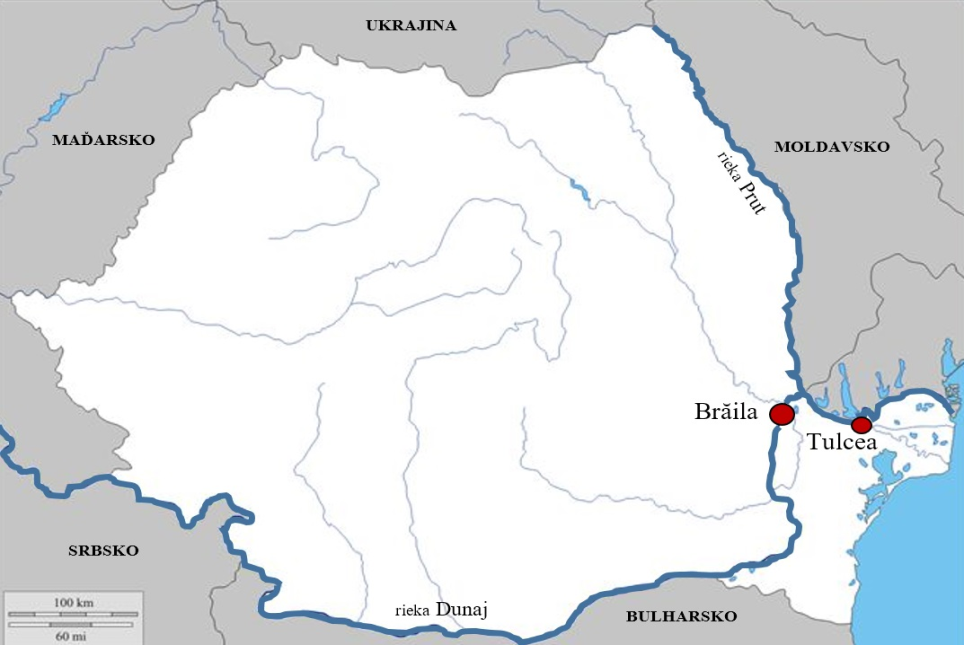 UKRAJINA
MAĎARSKO
MOLDAVSKO
rieka Prut
Brăila
Tulcea
SRBSKO
rieka Dunaj
BULHARSKO
100 km
60 mi